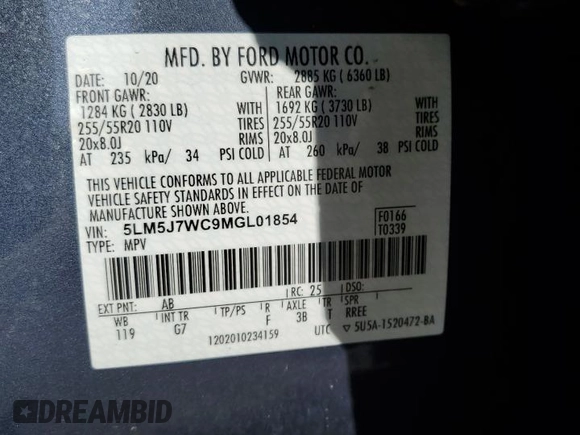 MFD. BY FORD MOTOR CO.
DATE: 10/20 GVWR: 2885 KG ( 6360 LB)
FRONT GAWR: REAR GAWR:
1284 KG ( 2830 LB) WITH 1692 KG ( 3730 LB) WITH
255/55R20 110V TIRES 255/55R20 110V TIRES
20x8.0J RIMS 20x8.0J RIMS
AT 235 kPa/ 34 PSI COLD AT 260 kPa/ 38 PSI COLD
THIS VEHICLE CONFORMS TO ALL APPLICABLE FEDERAL MOTOR
VEHICLE SAFETY STANDARDS IN EFFECT ON THE DATE OF
MANUFACTURE SHOWN ABOVE.
VIN: 5LM5J7WC9MGL01854 F0166
TYPE: MPV T0339
EXT PNT: AB RC: 25 DSO:
WB INT TR TP/PS R AXLE TR SPR
119 G7 F 3B T RREE
1202010234159 UTC ▽ 5U5A-1520472-BA
DREAMBID